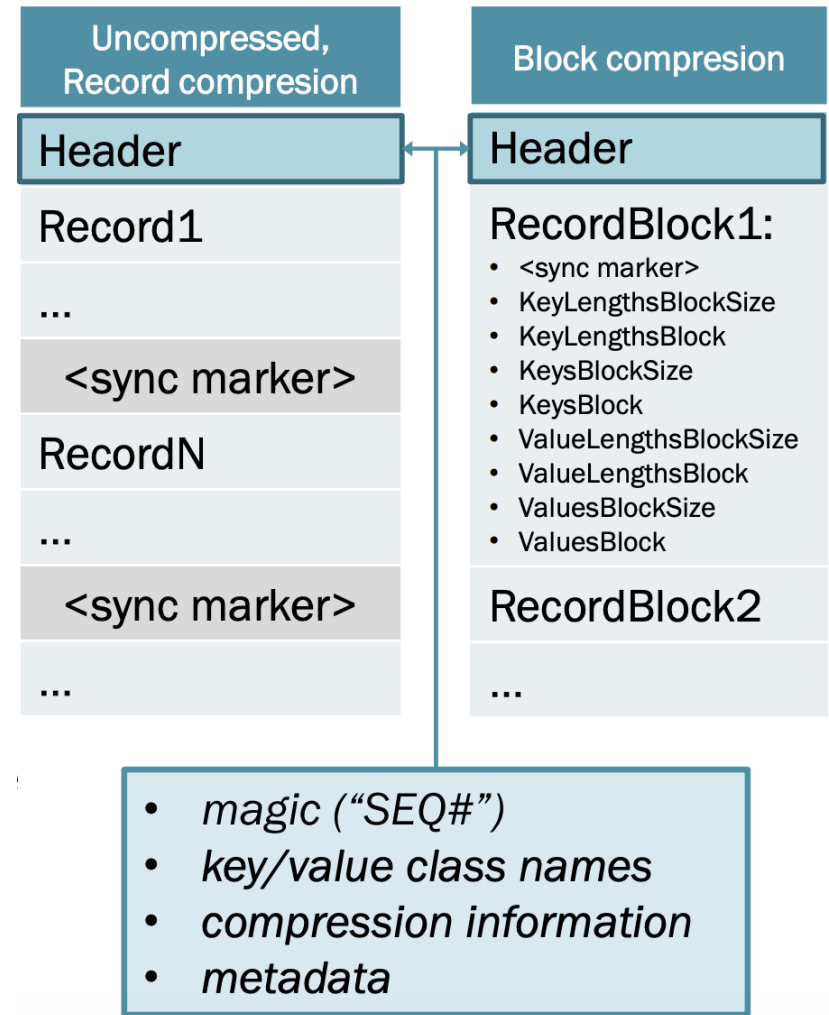 Uncompressed,
Record compresion
Header
Record1
...
<sync marker>
RecordN
...
<sync marker>
...
Block compresion
Header
RecordBlock1:
• <sync marker>
• KeyLengthsBlockSize
• KeyLengthsBlock
• KeysBlockSize
• KeysBlock
• ValueLengthsBlockSize
• ValueLengthsBlock
• ValuesBlockSize
• ValuesBlock
RecordBlock2
...
• magic (“SEQ#”)
• key/value class names
• compression information
• metadata